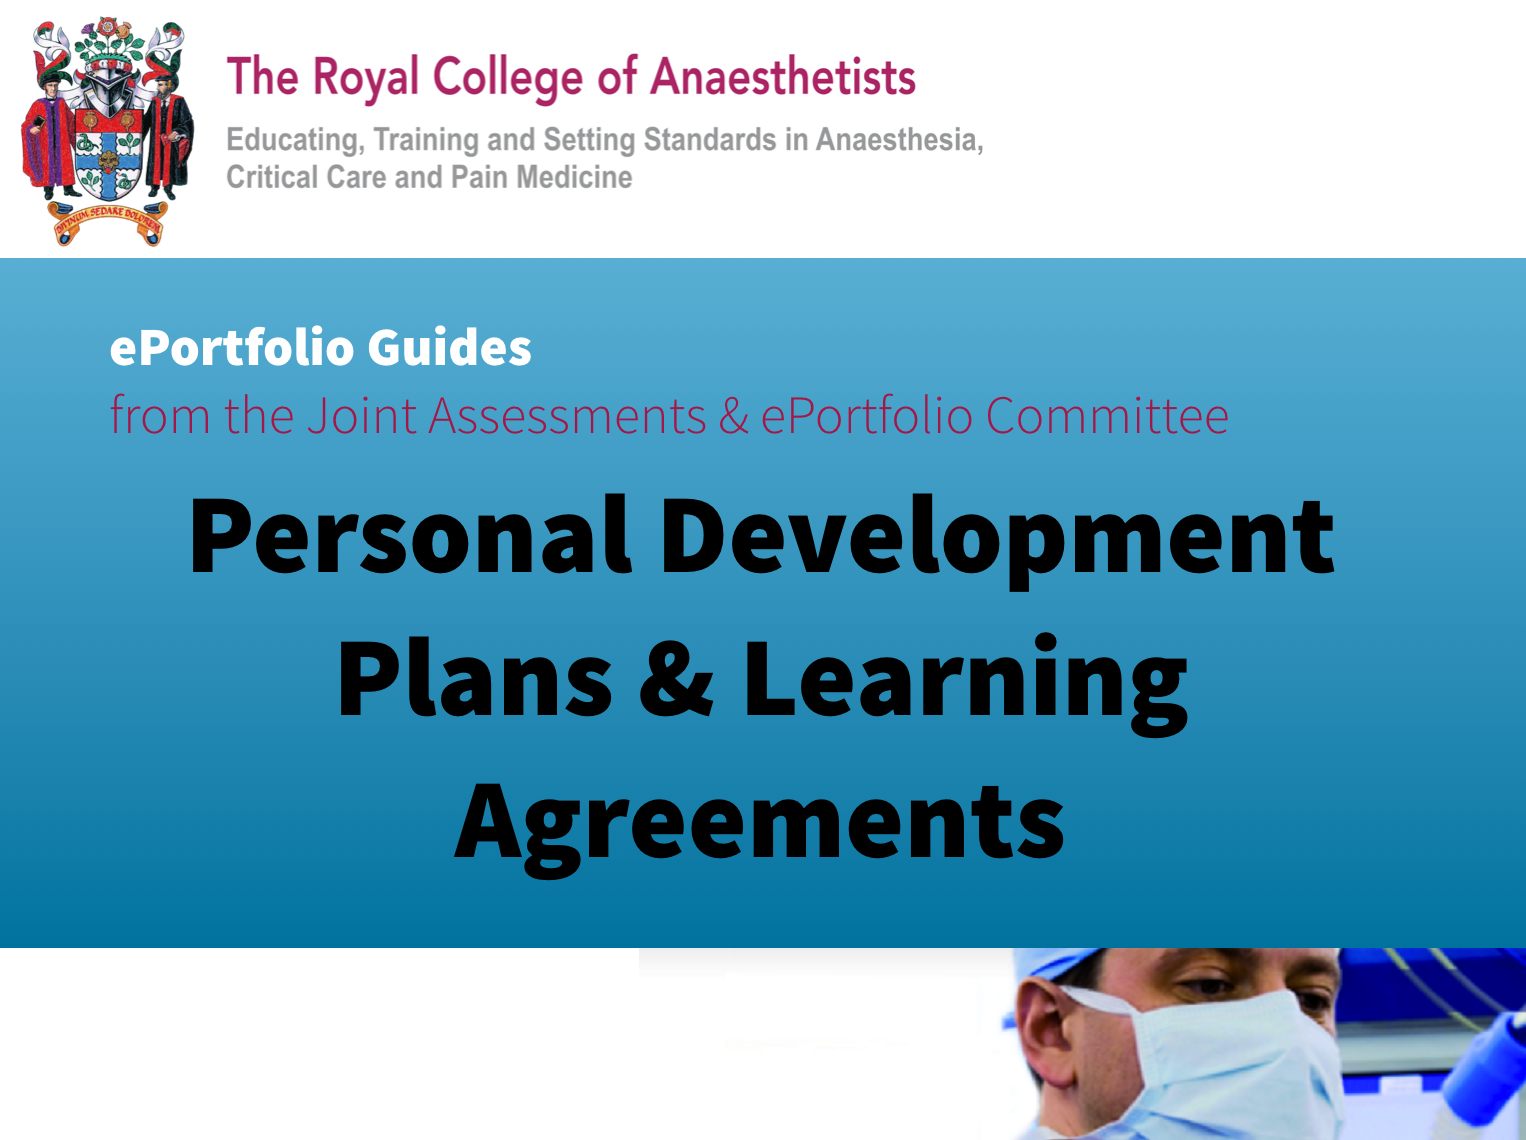 The Royal College of Anaesthetists
Educating, Training and Setting Standards in Anaesthesia,
Critical Care and Pain Medicine
DIVINUM SEDARE DOLOREM
ePortfolio Guides
from the Joint Assessments & ePortfolio Committee
Personal Development
Plans & Learning
Agreements